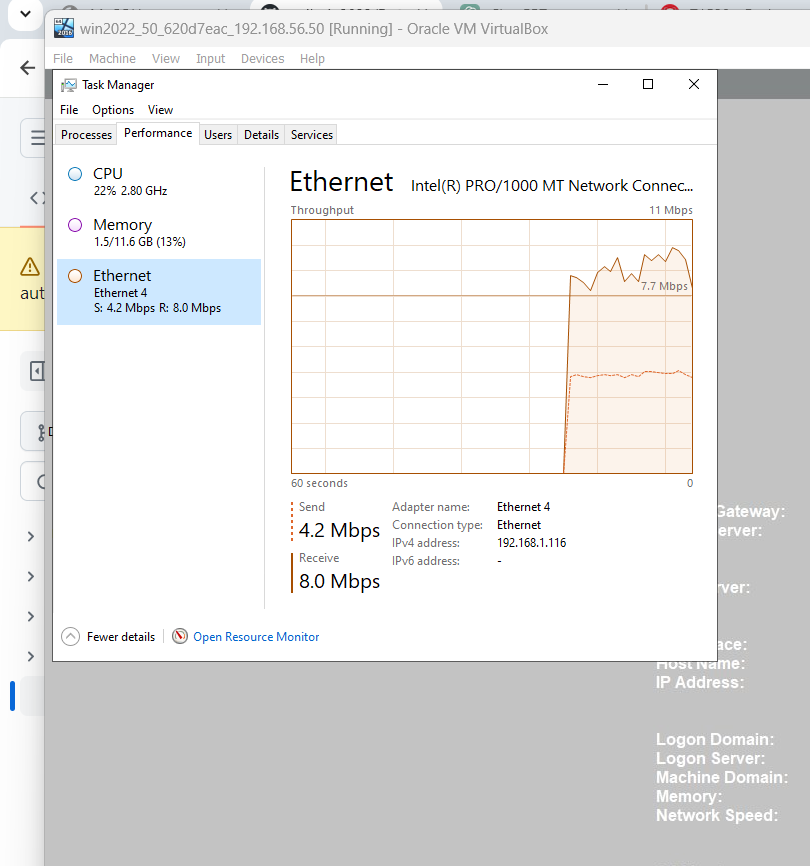 win2022_50_620d7eac_192.168.56.50 [Running] - Oracle VM VirtualBox
File Machine View Input Devices Help
Task Manager
File Options View
Processes Performance Users Details Services
CPU
22% 2.80 GHz
Memory
1.5/11.6 GB (13%)
Ethernet
Ethernet 4
S: 4.2 Mbps R: 8.0 Mbps
Ethernet Intel(R) PRO/1000 MT Network Connec...
Throughput 11 Mbps
7.7 Mbps
60 seconds 0
Send
4.2 Mbps
Receive
8.0 Mbps
Adapter name: Ethernet 4
Connection type: Ethernet
IPv4 address: 192.168.1.116
IPv6 address: -
Fewer details Open Resource Monitor
aut
Gateway:
erver:
rver:
ace:
Host Name:
IP Address:
Logon Domain:
Logon Server:
Machine Domain:
Memory:
Network Speed: